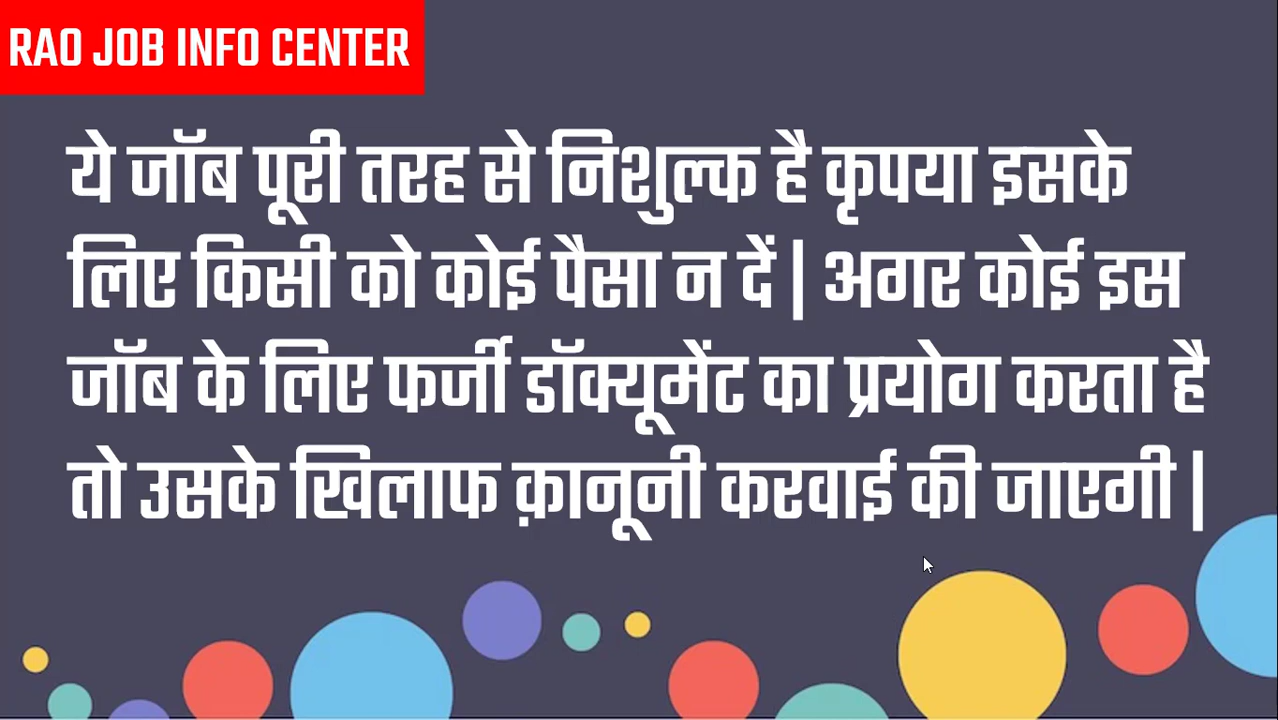 RAO JOB INFO CENTER
ये जॉब पूरी तरह से निशुल्क है कृपया इसके
लिए किसी को कोई पैसा न दें | अगर कोई इस
जॉब के लिए फर्जी डॉक्यूमेंट का प्रयोग करता है
तो उसके खिलाफ क़ानूनी करवाई की जाएगी |